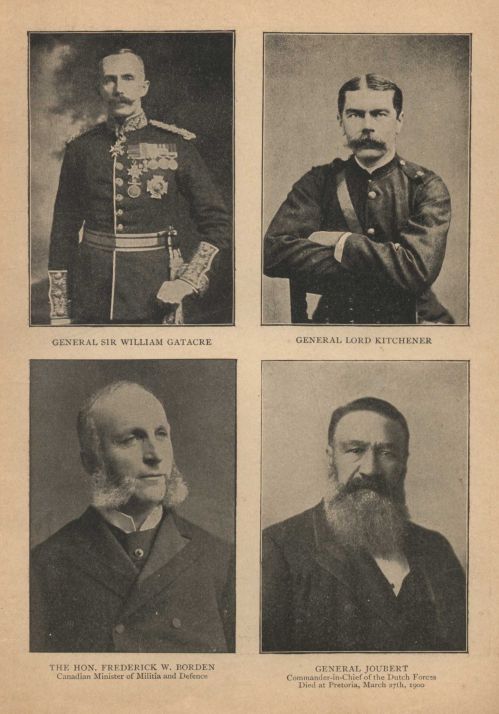 GENERAL SIR WILLIAM GATACRE
GENERAL LORD KITCHENER
THE HON. FREDERICK W. BORDEN
Canadian Minister of Militia and Defence
GENERAL JOUBERT
Commander-in-Chief of the Dutch Forces
Died at Pretoria, March 27th, 1900